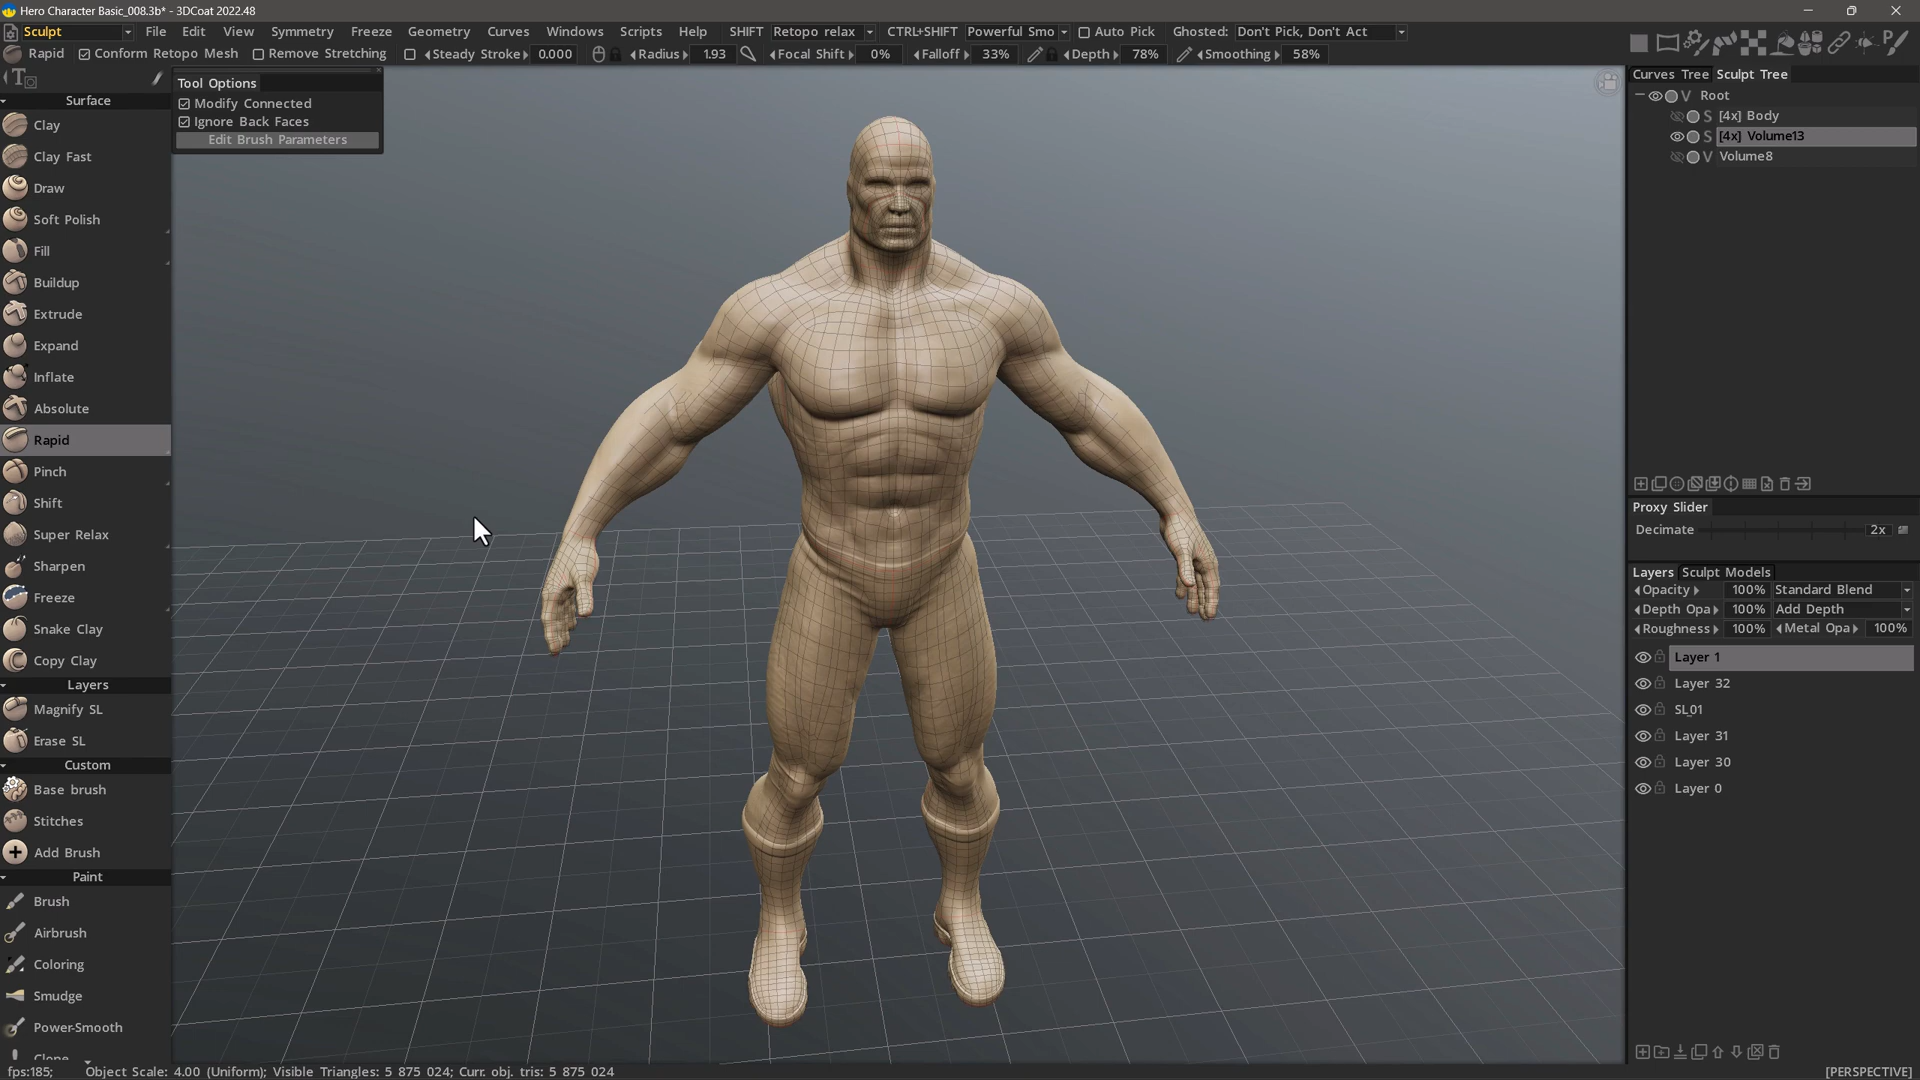 Hero Character Basic_008.3b* - 3DCoat 2022.48
Sculpt File Edit View Symmetry Freeze Geometry Curves Windows Scripts Help SHIFT Retopo relax CTRL+SHIFT Powerful Smo Auto Pick Ghosted: Don't Pick, Don't Act
Rapid Conform Retopo Mesh Remove Stretching Steady Stroke 0.000 Radius 1.93 Focal Shift 0% Falloff 33% Depth 78% Smoothing 58%
Tool Options
Modify Connected
Ignore Back Faces
Edit Brush Parameters
Surface
Clay
Clay Fast
Draw
Soft Polish
Fill
Buildup
Extrude
Expand
Inflate
Absolute
Rapid
Pinch
Shift
Super Relax
Sharpen
Freeze
Snake Clay
Copy Clay
Layers
Magnify SL
Erase SL
Custom
Base brush
Stitches
Add Brush
Paint
Brush
Airbrush
Coloring
Smudge
Power-Smooth
Clone
Curves Tree Sculpt Tree
V Root
S [4x] Body
S [4x] Volume13
V Volume8
Proxy Slider
Decimate 2x
Layers Sculpt Models
Opacity 100% Standard Blend
Depth Opa 100% Add Depth
Roughness 100% Metal Opa 100%
Layer 1
Layer 32
SL_01
Layer 31
Layer 30
Layer 0
fps:185; Object Scale: 4.00 (Uniform); Visible Triangles: 5 875 024; Curr. obj. tris: 5 875 024
[PERSPECTIVE]